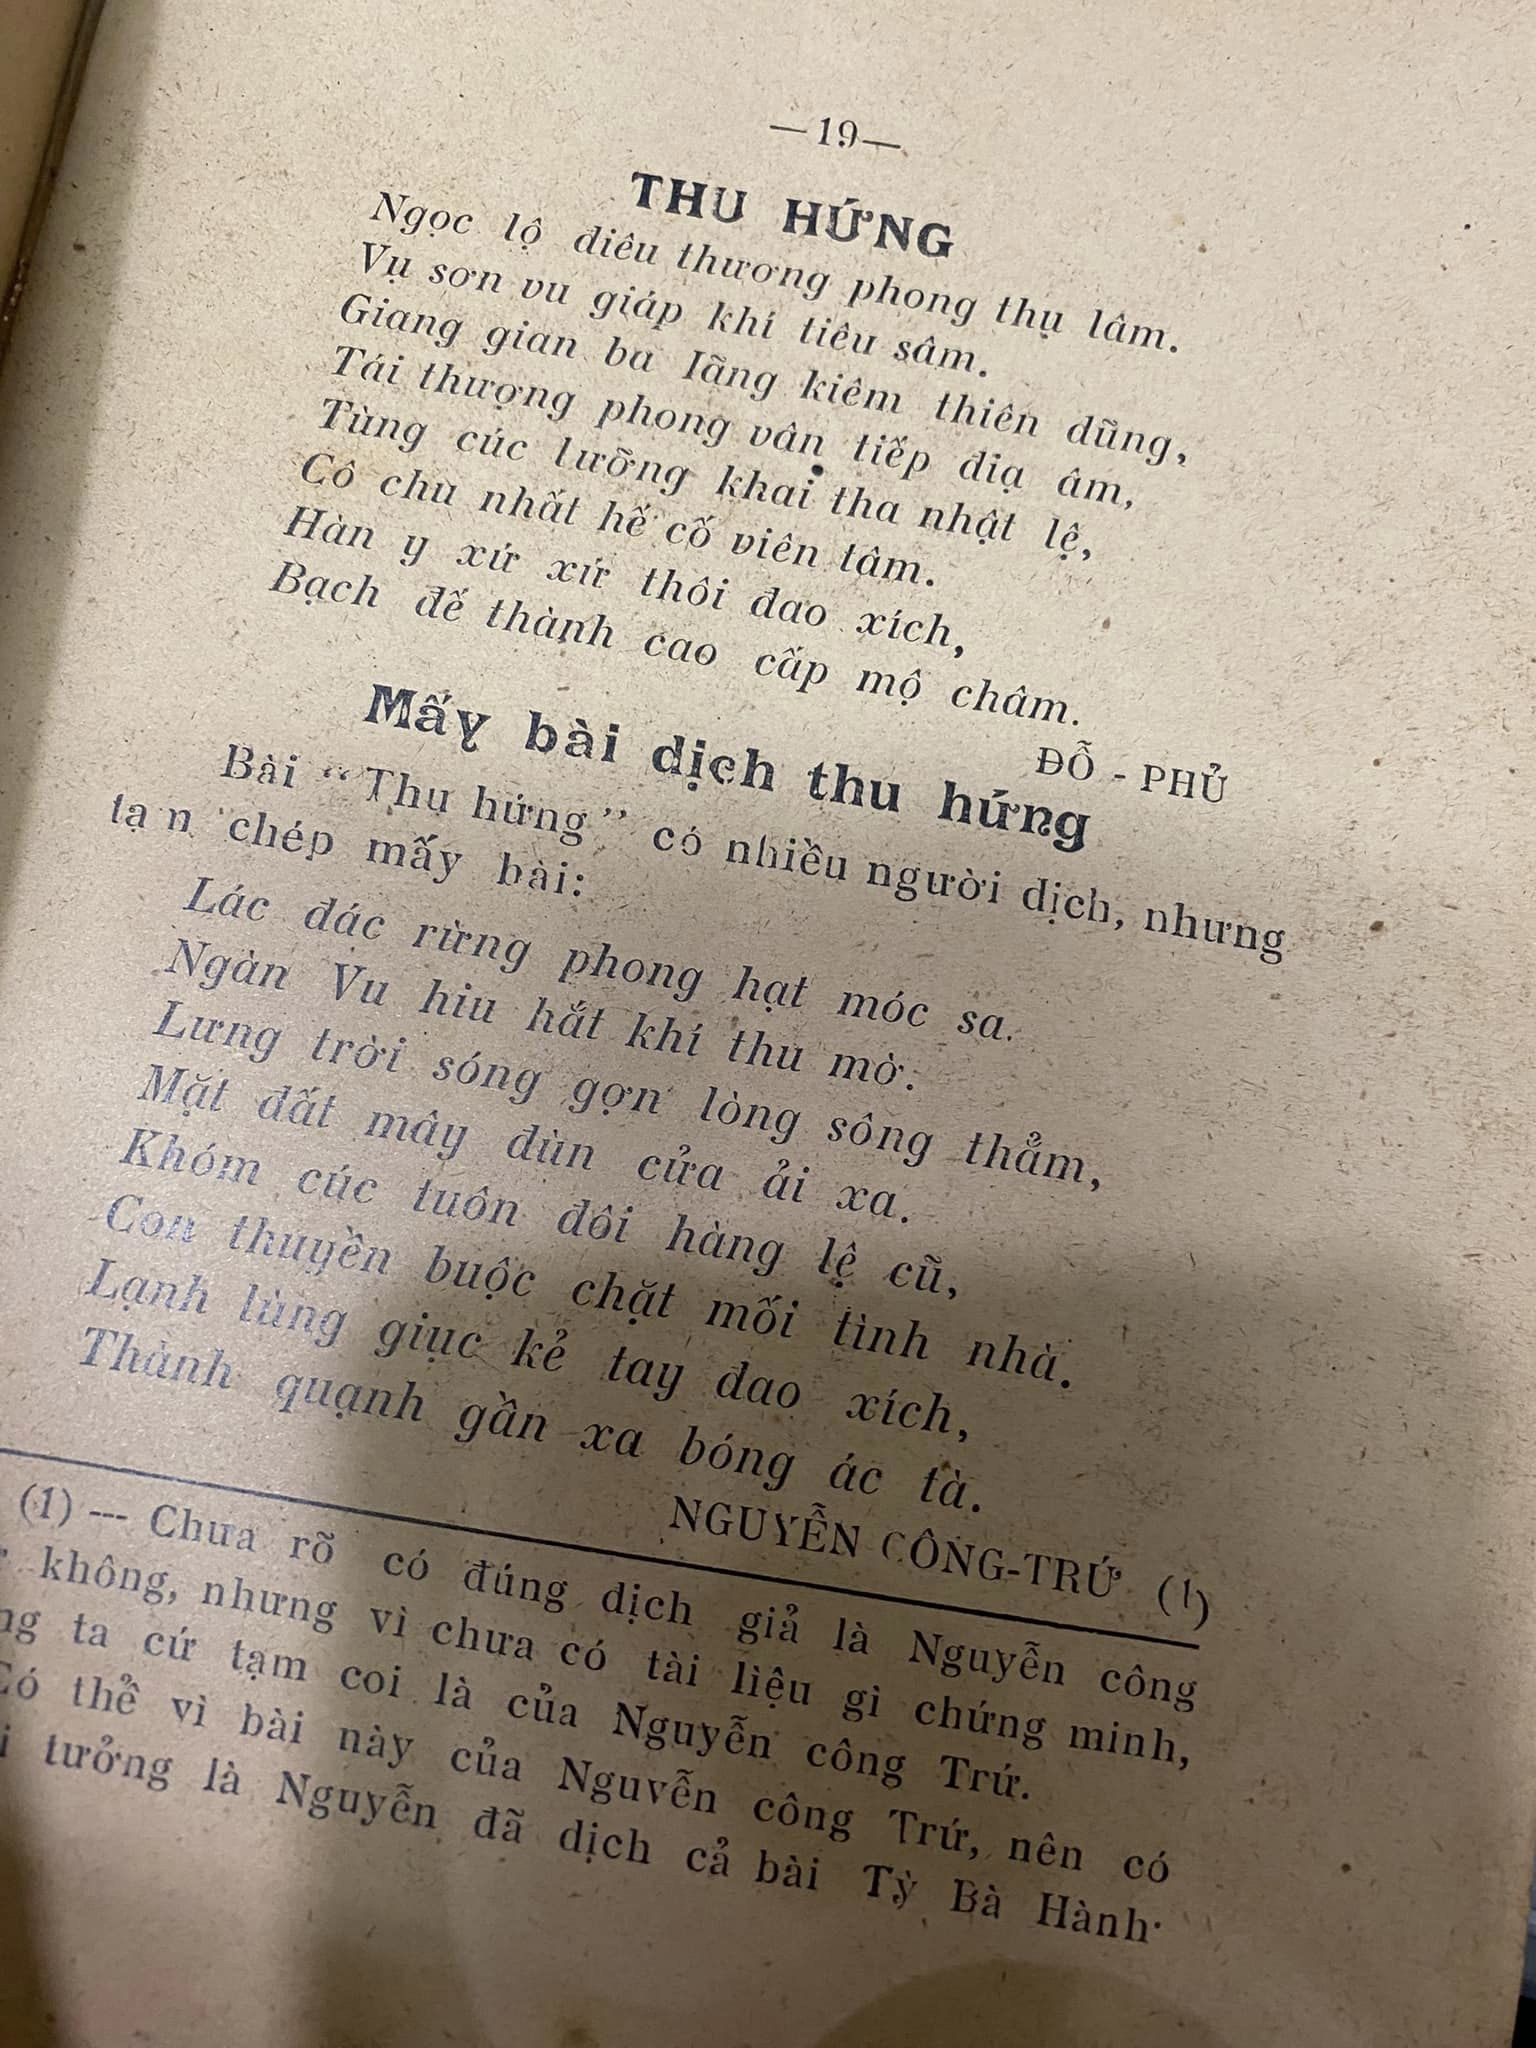 —19—
THU HỨNG
Ngọc lộ điêu thương phong thụ lâm.
Vụ sơn vu giáp khí tiêu sâm.
Giang gian ba lãng kiêm thiên dũng,
Tái thượng phong vân tiếp địa âm,
Tùng cúc lưỡng khai tha nhật lệ,
Cô chu nhất hế cố viên tâm.
Hàn y xứ xứ thôi đao xích,
Bạch đế thành cao cấp mộ châm.
ĐỖ - PHỦ
Mấy bài dịch thu hứng
Bài “Thu hứng” có nhiều người dịch, nhưng
tạn chép mấy bài:
Lác đác rừng phong hạt móc sa.
Ngàn Vu hiu hắt khí thu mờ.
Lưng trời sóng gợn lòng sông thẳm,
Mặt đất mây đùn cửa ải xa.
Khóm cúc tuôn đôi hàng lệ cũ,
Con thuyền buộc chặt mối tình nhà.
Lạnh lùng giục kẻ tay đao xích,
Thành quạnh gần xa bóng ác tà.
NGUYỄN CÔNG-TRỨ (1)
(1) --- Chưa rõ có đúng dịch giả là Nguyễn công
không, nhưng vì chưa có tài liệu gì chứng minh,
ta cứ tạm coi là của Nguyễn công Trứ.
Có thể vì bài này của Nguyễn công Trứ, nên có
tưởng là Nguyễn đã dịch cả bài Tỳ Bà Hành.